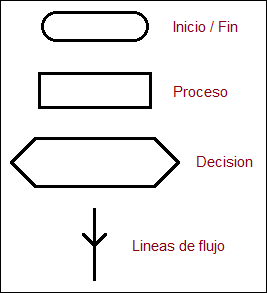 Inicio / Fin
Proceso
Decision
Lineas de flujo